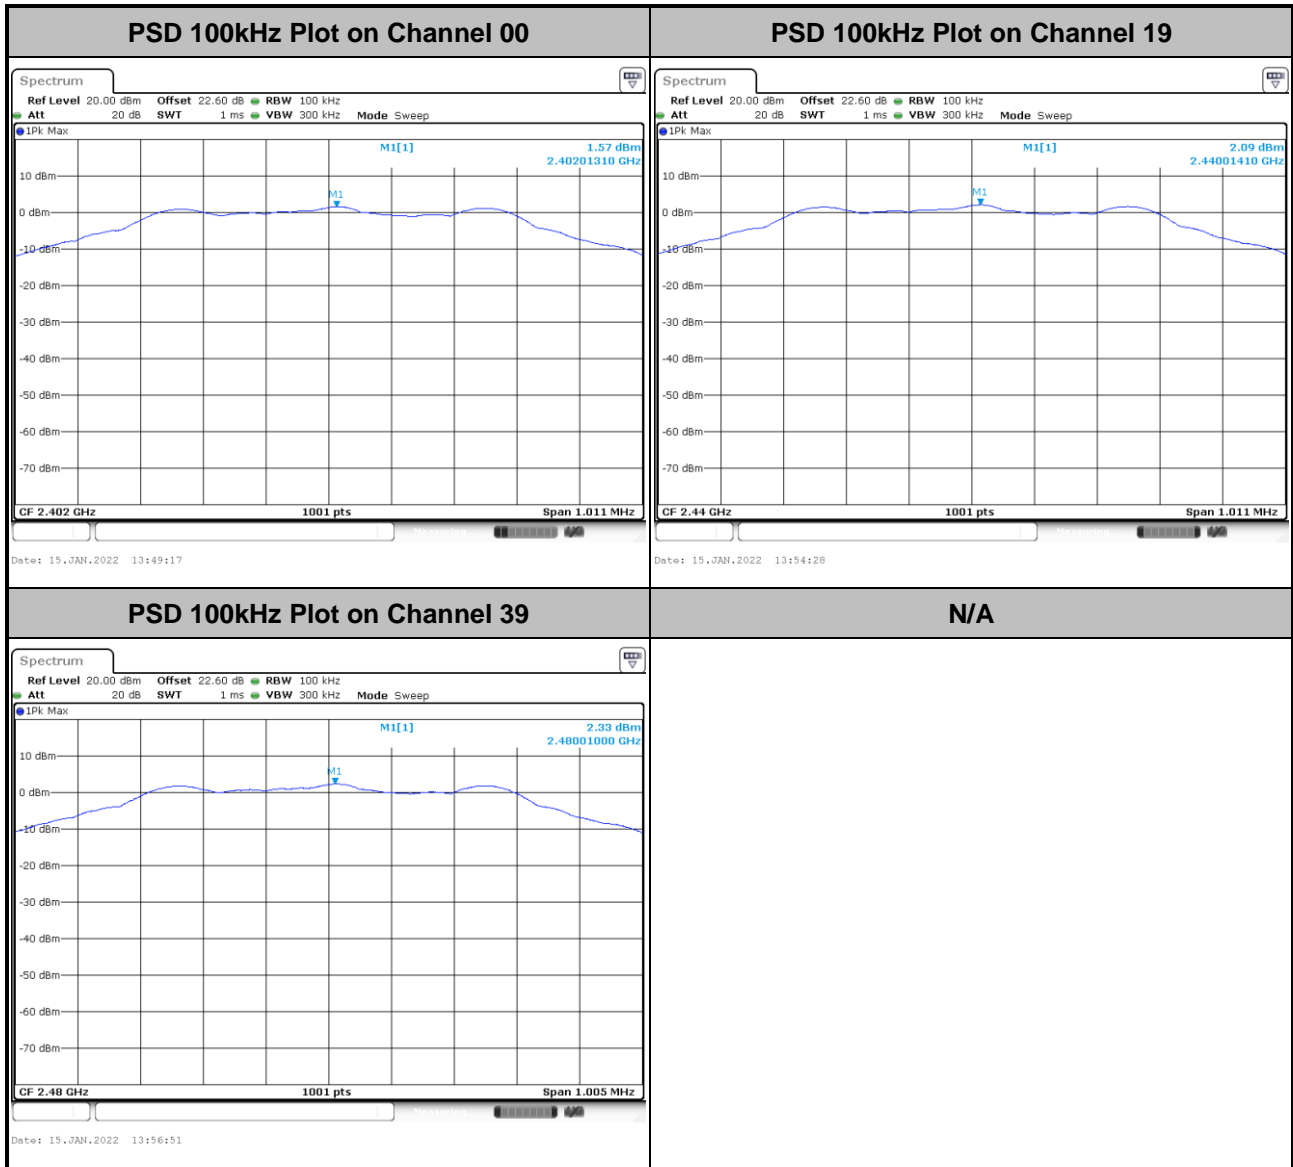 PSD 100kHz Plot on Channel 00
PSD 100kHz Plot on Channel 19
Spectrum
Ref Level 20.00 dBm Offset 22.60 dB RBW 100 kHz
Att 20 dB SWT 1 ms VBW 300 kHz Mode Sweep
1Pk Max
M1[1] 1.57 dBm
2.40201310 GHz
10 dBm
M1
0 dBm
-10 dBm
-20 dBm
-30 dBm
-40 dBm
-50 dBm
-60 dBm
-70 dBm
CF 2.402 GHz 1001 pts Span 1.011 MHz
Measuring...
Date: 15.JAN.2022 13:49:17
Spectrum
Ref Level 20.00 dBm Offset 22.60 dB RBW 100 kHz
Att 20 dB SWT 1 ms VBW 300 kHz Mode Sweep
1Pk Max
M1[1] 2.09 dBm
2.44001410 GHz
10 dBm
M1
0 dBm
-10 dBm
-20 dBm
-30 dBm
-40 dBm
-50 dBm
-60 dBm
-70 dBm
CF 2.44 GHz 1001 pts Span 1.011 MHz
Measuring...
Date: 15.JAN.2022 13:54:28
PSD 100kHz Plot on Channel 39
N/A
Spectrum
Ref Level 20.00 dBm Offset 22.60 dB RBW 100 kHz
Att 20 dB SWT 1 ms VBW 300 kHz Mode Sweep
1Pk Max
M1[1] 2.33 dBm
2.48001000 GHz
10 dBm
M1
0 dBm
-10 dBm
-20 dBm
-30 dBm
-40 dBm
-50 dBm
-60 dBm
-70 dBm
CF 2.48 GHz 1001 pts Span 1.005 MHz
Measuring...
Date: 15.JAN.2022 13:56:51